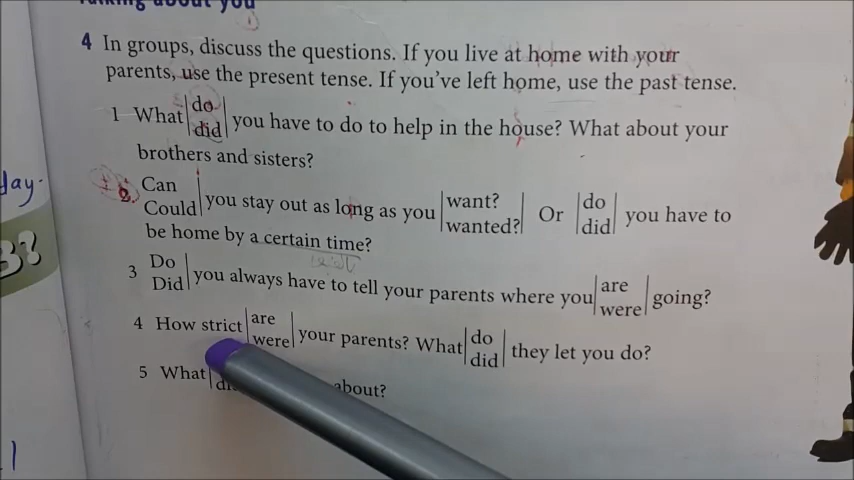 Talking about you
4 In groups, discuss the questions. If you live at home with your
parents, use the present tense. If you've left home, use the past tense.
1 What do did you have to do to help in the house? What about your
brothers and sisters?
2. Can Could you stay out as long as you want? wanted? Or do did you have to
be home by a certain time?
3 Do Did you always have to tell your parents where you are were going?
4 How strict are were your parents? What do did they let you do?
5 What about?
day.
3?